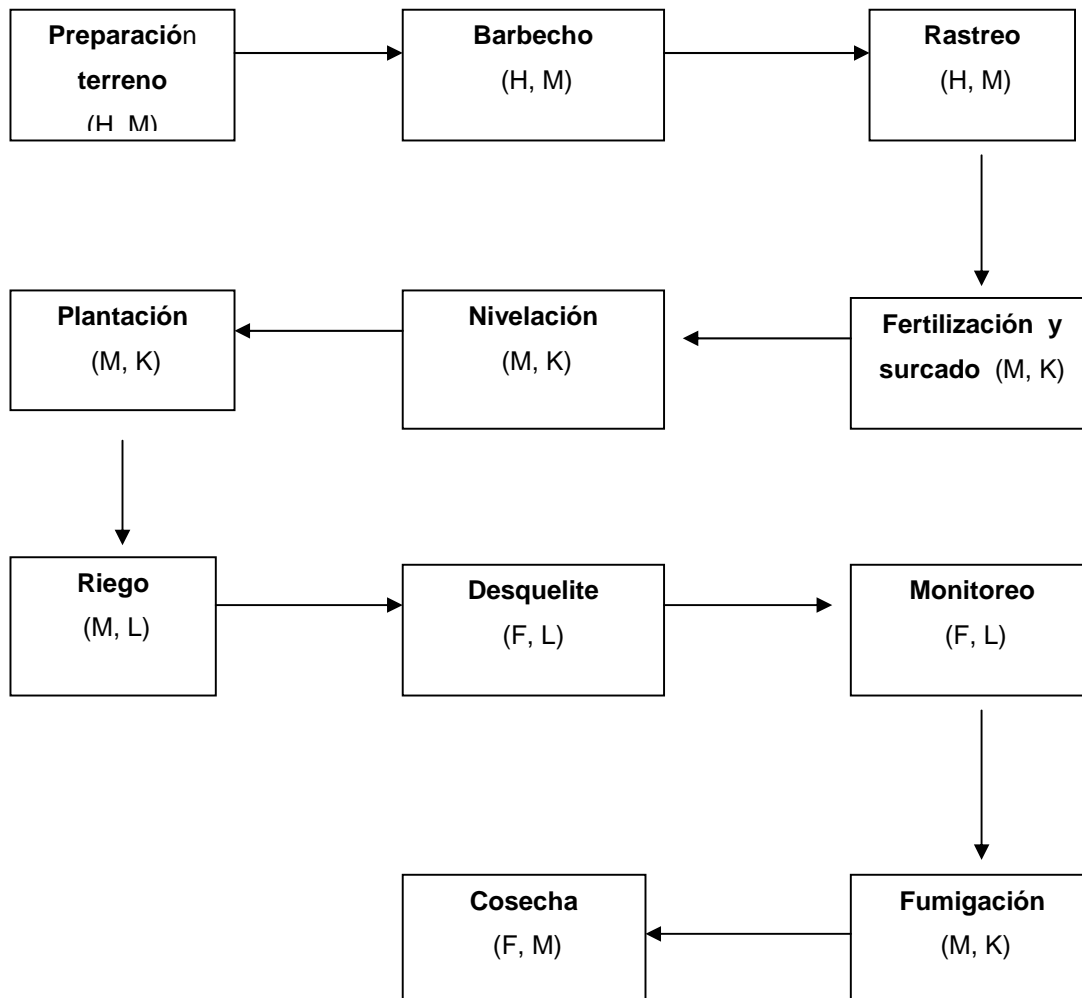 Preparación
terreno
(H, M)
Barbecho
(H, M)
Rastreo
(H, M)
Fertilización y
surcado (M, K)
Nivelación
(M, K)
Plantación
(M, K)
Riego
(M, L)
Desquelite
(F, L)
Monitoreo
(F, L)
Fumigación
(M, K)
Cosecha
(F, M)